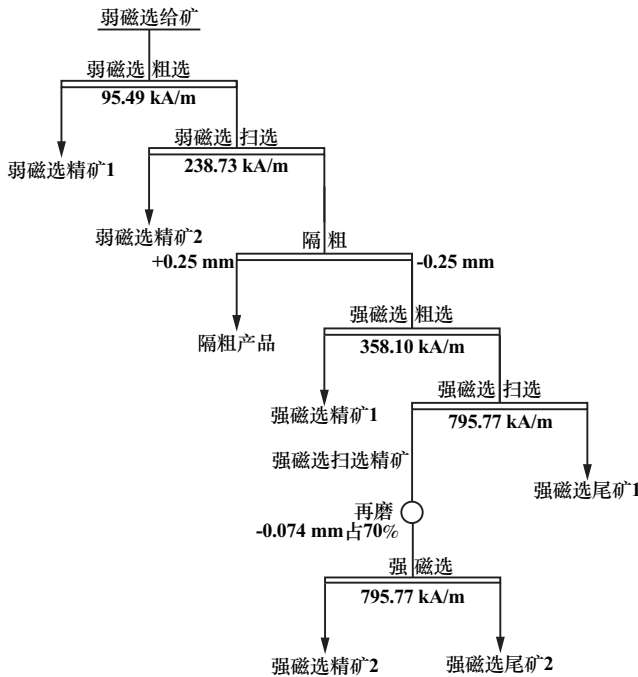 弱磁选给矿
弱磁选 粗选
95.49 kA/m
弱磁选精矿1
弱磁选 扫选
238.73 kA/m
弱磁选精矿2
隔 粗
+0.25 mm
-0.25 mm
隔粗产品
强磁选 粗选
358.10 kA/m
强磁选精矿1
强磁选 扫选
795.77 kA/m
强磁选扫选精矿
强磁选尾矿1
再磨
-0.074 mm占70%
强 磁选
795.77 kA/m
强磁选精矿2
强磁选尾矿2